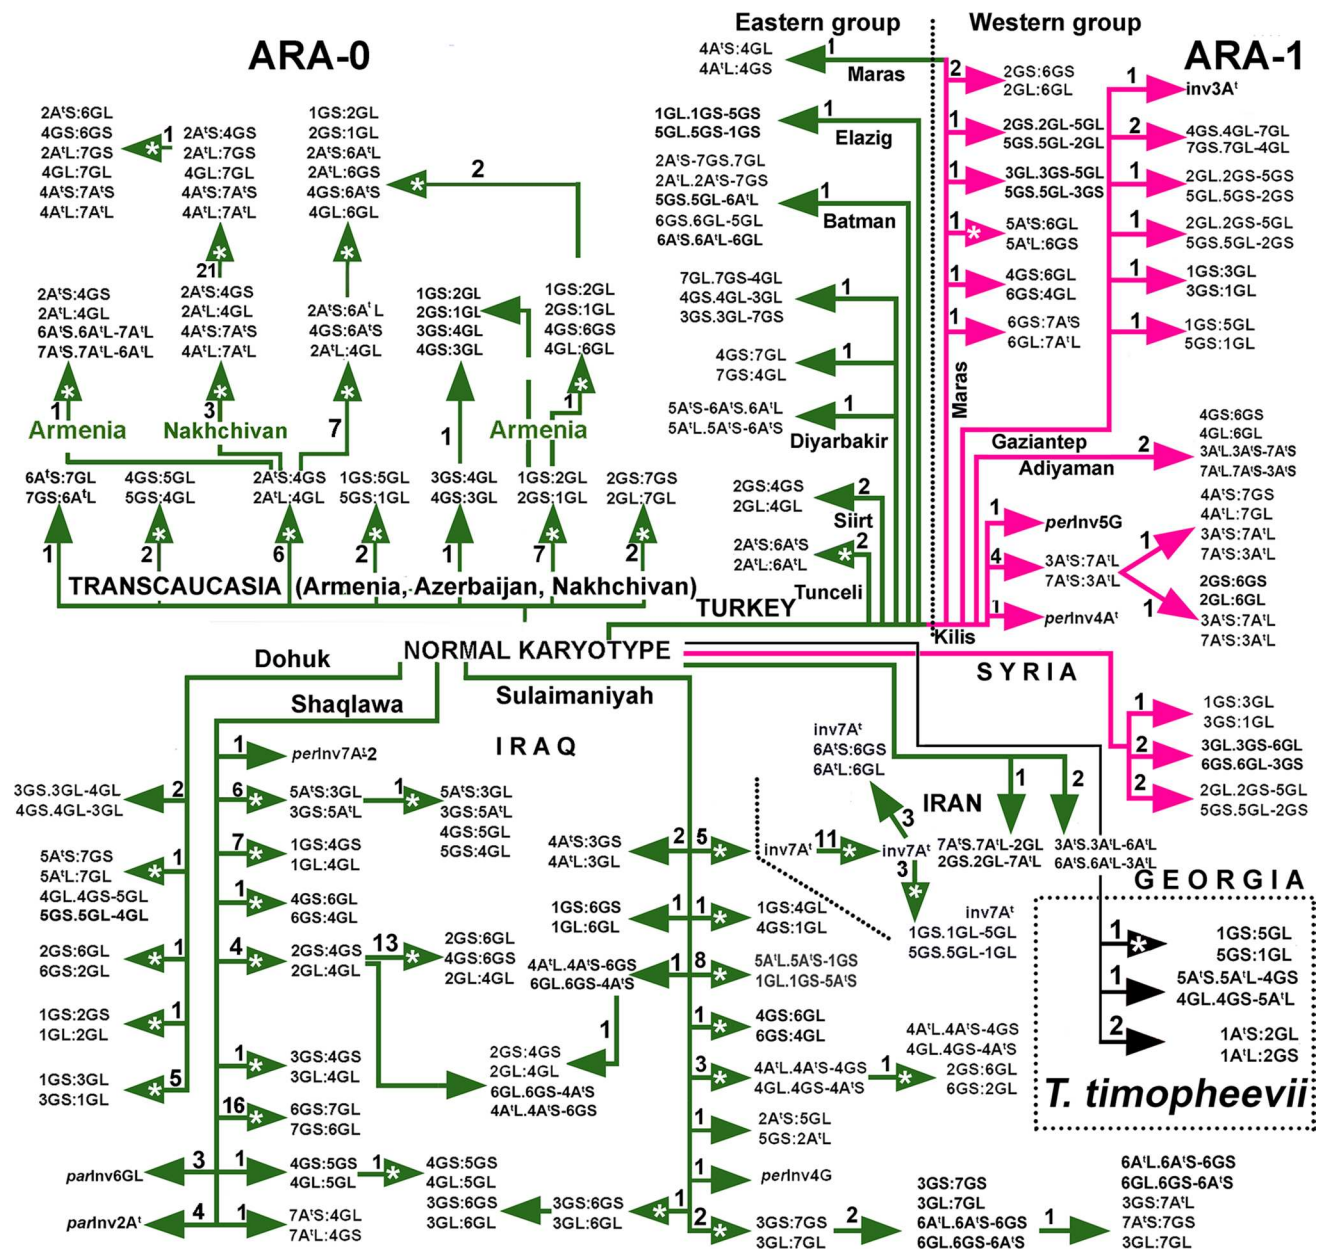 Eastern group
Western group
ARA-0
ARA-1
4AᵗS:4GL
4AᵗL:4GS
1
Maras
1GL.1GS-5GS
5GL.5GS-1GS
1
Elazig
2AᵗS-7GS.7GL
2AᵗL.2AᵗS-7GS
5GS.5GL-6AᵗL
6GS.6GL-5GL
6AᵗS.6AᵗL-6GL
1
Batman
7GL.7GS-4GL
4GS.4GL-3GL
3GS.3GL-7GS
1
4GS:7GL
7GS:4GL
1
5AᵗS-6AᵗS.6AᵗL
5AᵗL.5AᵗS-6AᵗS
1
Diyarbakir
2GS:4GS
2GL:4GL
2
Siirt
2AᵗS:6AᵗS
2AᵗL:6AᵗL
2
*
Tunceli
2
2GS:6GS
2GL:6GL
1
2GS.2GL-5GL
5GS.5GL-2GL
1
3GL.3GS-5GL
5GS.5GL-3GS
1
*
5AᵗS:6GL
5AᵗL:6GS
1
4GS:6GL
6GS:4GL
1
6GS:7AᵗS
6GL:7AᵗL
Maras
1
inv3Aᵗ
2
4GS.4GL-7GL
7GS.7GL-4GL
1
2GL.2GS-5GS
5GL.5GS-2GS
1
2GL.2GS-5GL
5GS.5GL-2GS
1
1GS:3GL
3GS:1GL
1
1GS:5GL
5GS:1GL
Gaziantep
Adiyaman
2
4GS:6GS
4GL:6GL
3AᵗL.3AᵗS-7AᵗS
7AᵗL.7AᵗS-3AᵗS
1
perInv5G
4
3AᵗS:7AᵗL
7AᵗS:3AᵗL
1
perInv4Aᵗ
1
4AᵗS:7GS
4AᵗL:7GL
3AᵗS:7AᵗL
7AᵗS:3AᵗL
1
2GS:6GS
2GL:6GL
3AᵗS:7AᵗL
7AᵗS:3AᵗL
Kilis
2AᵗS:6GL
4GS:6GS
2AᵗL:7GS
4GL:7GL
4AᵗS:7AᵗS
4AᵗL:7AᵗL
1
*
2AᵗS:4GS
2AᵗL:7GS
4GL:7GL
4AᵗS:7AᵗS
4AᵗL:7AᵗL
1GS:2GL
2GS:1GL
2AᵗS:6AᵗL
2AᵗL:6GS
4GS:6AᵗS
4GL:6GL
*
2
*
21
*
2AᵗS:4GS
2AᵗL:4GL
6AᵗS.6AᵗL-7AᵗL
7AᵗS.7AᵗL-6AᵗL
2AᵗS:4GS
2AᵗL:4GL
4AᵗS:7AᵗS
4AᵗL:7AᵗL
2AᵗS:6Aᵗ L
4GS:6AᵗS
2AᵗL:4GL
1GS:2GL
2GS:1GL
3GS:4GL
4GS:3GL
1GS:2GL
2GS:1GL
4GS:6GS
4GL:6GL
*
1
*
3
*
7
1
*
1
Armenia
Nakhchivan
Armenia
6AᵗS:7GL
7GS:6AᵗL
4GS:5GL
5GS:4GL
2AᵗS:4GS
2AᵗL:4GL
1GS:5GL
5GS:1GL
3GS:4GL
4GS:3GL
1GS:2GL
2GS:1GL
2GS:7GS
2GL:7GL
1
*
2
*
6
*
2
1
*
7
*
2
TRANSCAUCASIA (Armenia, Azerbaijan, Nakhchivan)
TURKEY
NORMAL KARYOTYPE
Dohuk
Shaqlawa
Sulaimaniyah
IRAQ
SYRIA
IRAN
GEORGIA
3GS.3GL-4GL
4GS.4GL-3GL
2
5AᵗS:7GS
5AᵗL:7GL
4GL.4GS-5GL
5GS.5GL-4GL
*
1
2GS:6GL
6GS:2GL
*
1
1GS:2GS
1GL:2GL
*
1
1GS:3GL
3GS:1GL
*
5
parInv6GL
3
parInv2Aᵗ
4
1
perInv7Aᵗ-2
6
*
5AᵗS:3GL
3GS:5AᵗL
1
*
5AᵗS:3GL
3GS:5AᵗL
4GS:5GL
5GS:4GL
7
*
1GS:4GS
1GL:4GL
1
*
4GS:6GL
6GS:4GL
4
*
2GS:4GS
2GL:4GL
13
*
2GS:6GL
4GS:6GS
2GL:4GL
1
*
3GS:4GS
3GL:4GL
16
*
6GS:7GL
7GS:6GL
1
4GS:5GS
4GL:5GL
1
*
4GS:5GS
4GL:5GL
3GS:6GS
3GL:6GL
1
7AᵗS:4GL
7AᵗL:4GS
4AᵗS:3GS
4AᵗL:3GL
2
1GS:6GS
1GL:6GL
1
4AᵗL.4AᵗS-6GS
6GL.6GS-4AᵗS
1
1
2GS:4GS
2GL:4GL
6GL.6GS-4AᵗS
4AᵗL.4AᵗS-6GS
3GS:6GS
3GL:6GL
*
1
5
*
inv7Aᵗ
11
*
inv7Aᵗ
3
inv7Aᵗ
6AᵗS:6GS
6AᵗL:6GL
3
*
inv7Aᵗ
1GS.1GL-5GL
5GS.5GS-1GL
1
*
1GS:4GL
4GS:1GL
8
*
5AᵗL.5AᵗS-1GS
1GL.1GS-5AᵗS
1
*
4GS:6GL
6GS:4GL
3
*
4AᵗL.4AᵗS-4GS
4GL.4GS-4AᵗS
1
*
4AᵗL.4AᵗS-4GS
4GL.4GS-4AᵗS
2GS:6GL
6GS:2GL
1
2AᵗS:5GL
5GS:2AᵗL
1
perInv4G
2
*
3GS:7GS
3GL:7GL
2
3GS:7GS
3GL:7GL
6AᵗL.6AᵗS-6GS
6GL.6GS-6AᵗS
1
6AᵗL.6AᵗS-6GS
6GL.6GS-6AᵗS
3GS:7AᵗL
7AᵗS:7GS
3GL:7GL
1
7AᵗS.7AᵗL-2GL
2GS.2GL-7AᵗL
2
3AᵗS.3AᵗL-6AᵗL
6AᵗS.6AᵗL-3AᵗL
1
1GS:3GL
3GS:1GL
2
3GL.3GS-6GL
6GS.6GL-3GS
2
2GL.2GS-5GL
5GS.5GL-2GS
1
*
1GS:5GL
5GS:1GL
1
5AᵗS.5AᵗL-4GS
4GL.4GS-5AᵗL
2
1AᵗS:2GL
1AᵗL:2GS
T. timopheevii